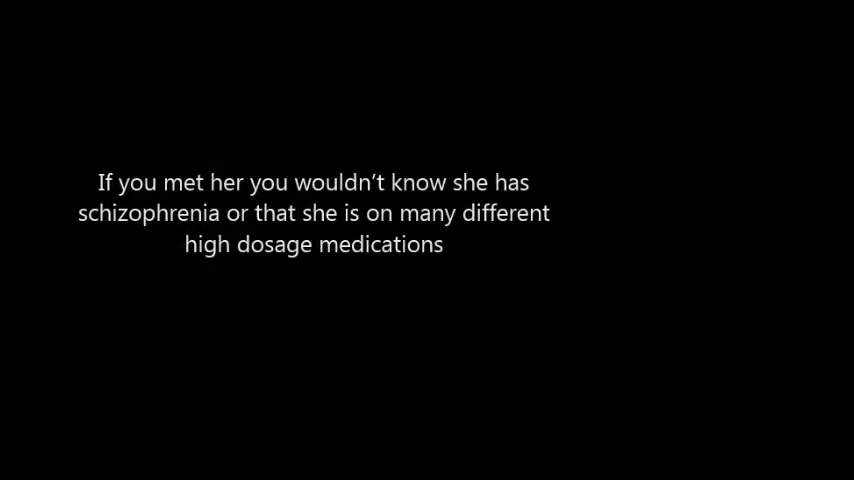 If you met her you wouldn’t know she has
schizophrenia or that she is on many different
high dosage medications